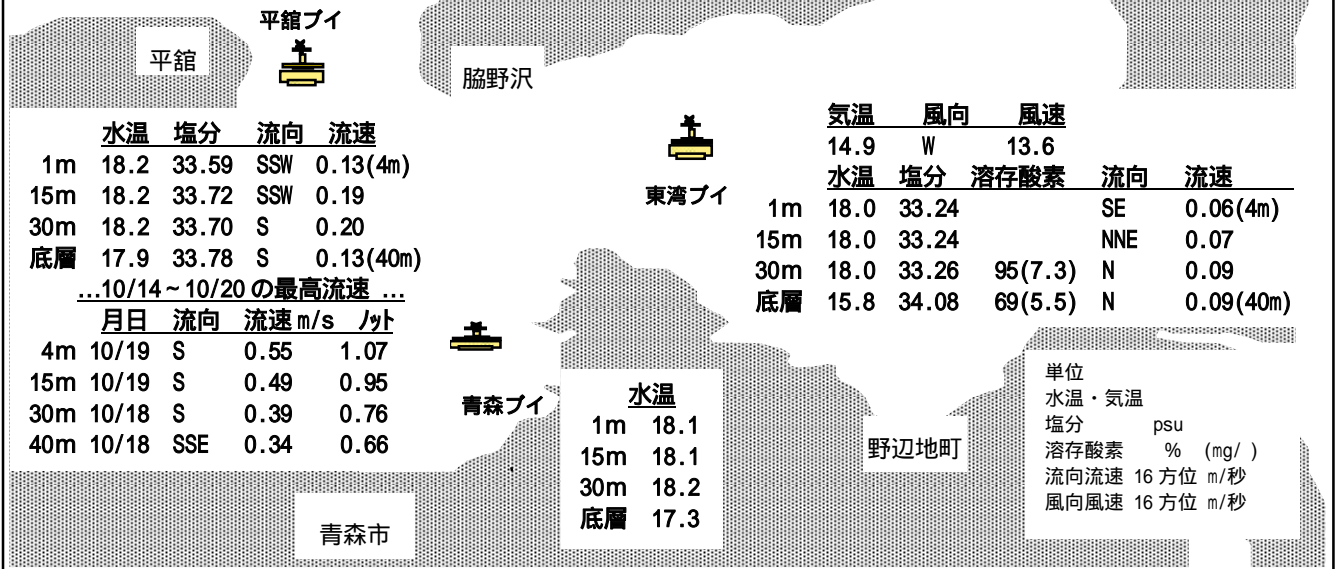 平舘ブイ
平舘
脇野沢
水温 塩分 流向 流速
1m 18.2 33.59 SSW 0.13(4m)
15m 18.2 33.72 SSW 0.19
30m 18.2 33.70 S 0.20
底層 17.9 33.78 S 0.13(40m)
...10/14~10/20の最高流速 ...
月日 流向 流速m/s ノット
4m 10/19 S 0.55 1.07
15m 10/19 S 0.49 0.95
30m 10/18 S 0.39 0.76
40m 10/18 SSE 0.34 0.66
東湾ブイ
気温 風向 風速
14.9 W 13.6
水温 塩分 溶存酸素 流向 流速
1m 18.0 33.24 SE 0.06(4m)
15m 18.0 33.24 NNE 0.07
30m 18.0 33.26 95(7.3) N 0.09
底層 15.8 34.08 69(5.5) N 0.09(40m)
青森ブイ
水温
1m 18.1
15m 18.1
30m 18.2
底層 17.3
青森市
野辺地町
単位
水温・気温
塩分 psu
溶存酸素 % (mg/ )
流向流速 16方位 m/秒
風向風速 16方位 m/秒